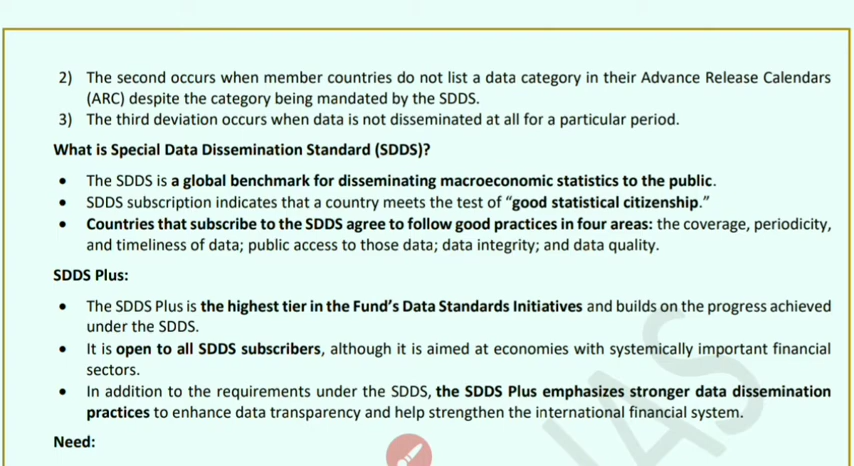 2) The second occurs when member countries do not list a data category in their Advance Release Calendars
(ARC) despite the category being mandated by the SDDS.
3) The third deviation occurs when data is not disseminated at all for a particular period.
What is Special Data Dissemination Standard (SDDS)?
• The SDDS is a global benchmark for disseminating macroeconomic statistics to the public.
• SDDS subscription indicates that a country meets the test of “good statistical citizenship.”
• Countries that subscribe to the SDDS agree to follow good practices in four areas: the coverage, periodicity,
and timeliness of data; public access to those data; data integrity; and data quality.
SDDS Plus:
• The SDDS Plus is the highest tier in the Fund’s Data Standards Initiatives and builds on the progress achieved
under the SDDS.
• It is open to all SDDS subscribers, although it is aimed at economies with systemically important financial
sectors.
• In addition to the requirements under the SDDS, the SDDS Plus emphasizes stronger data dissemination
practices to enhance data transparency and help strengthen the international financial system.
Need:
IAS